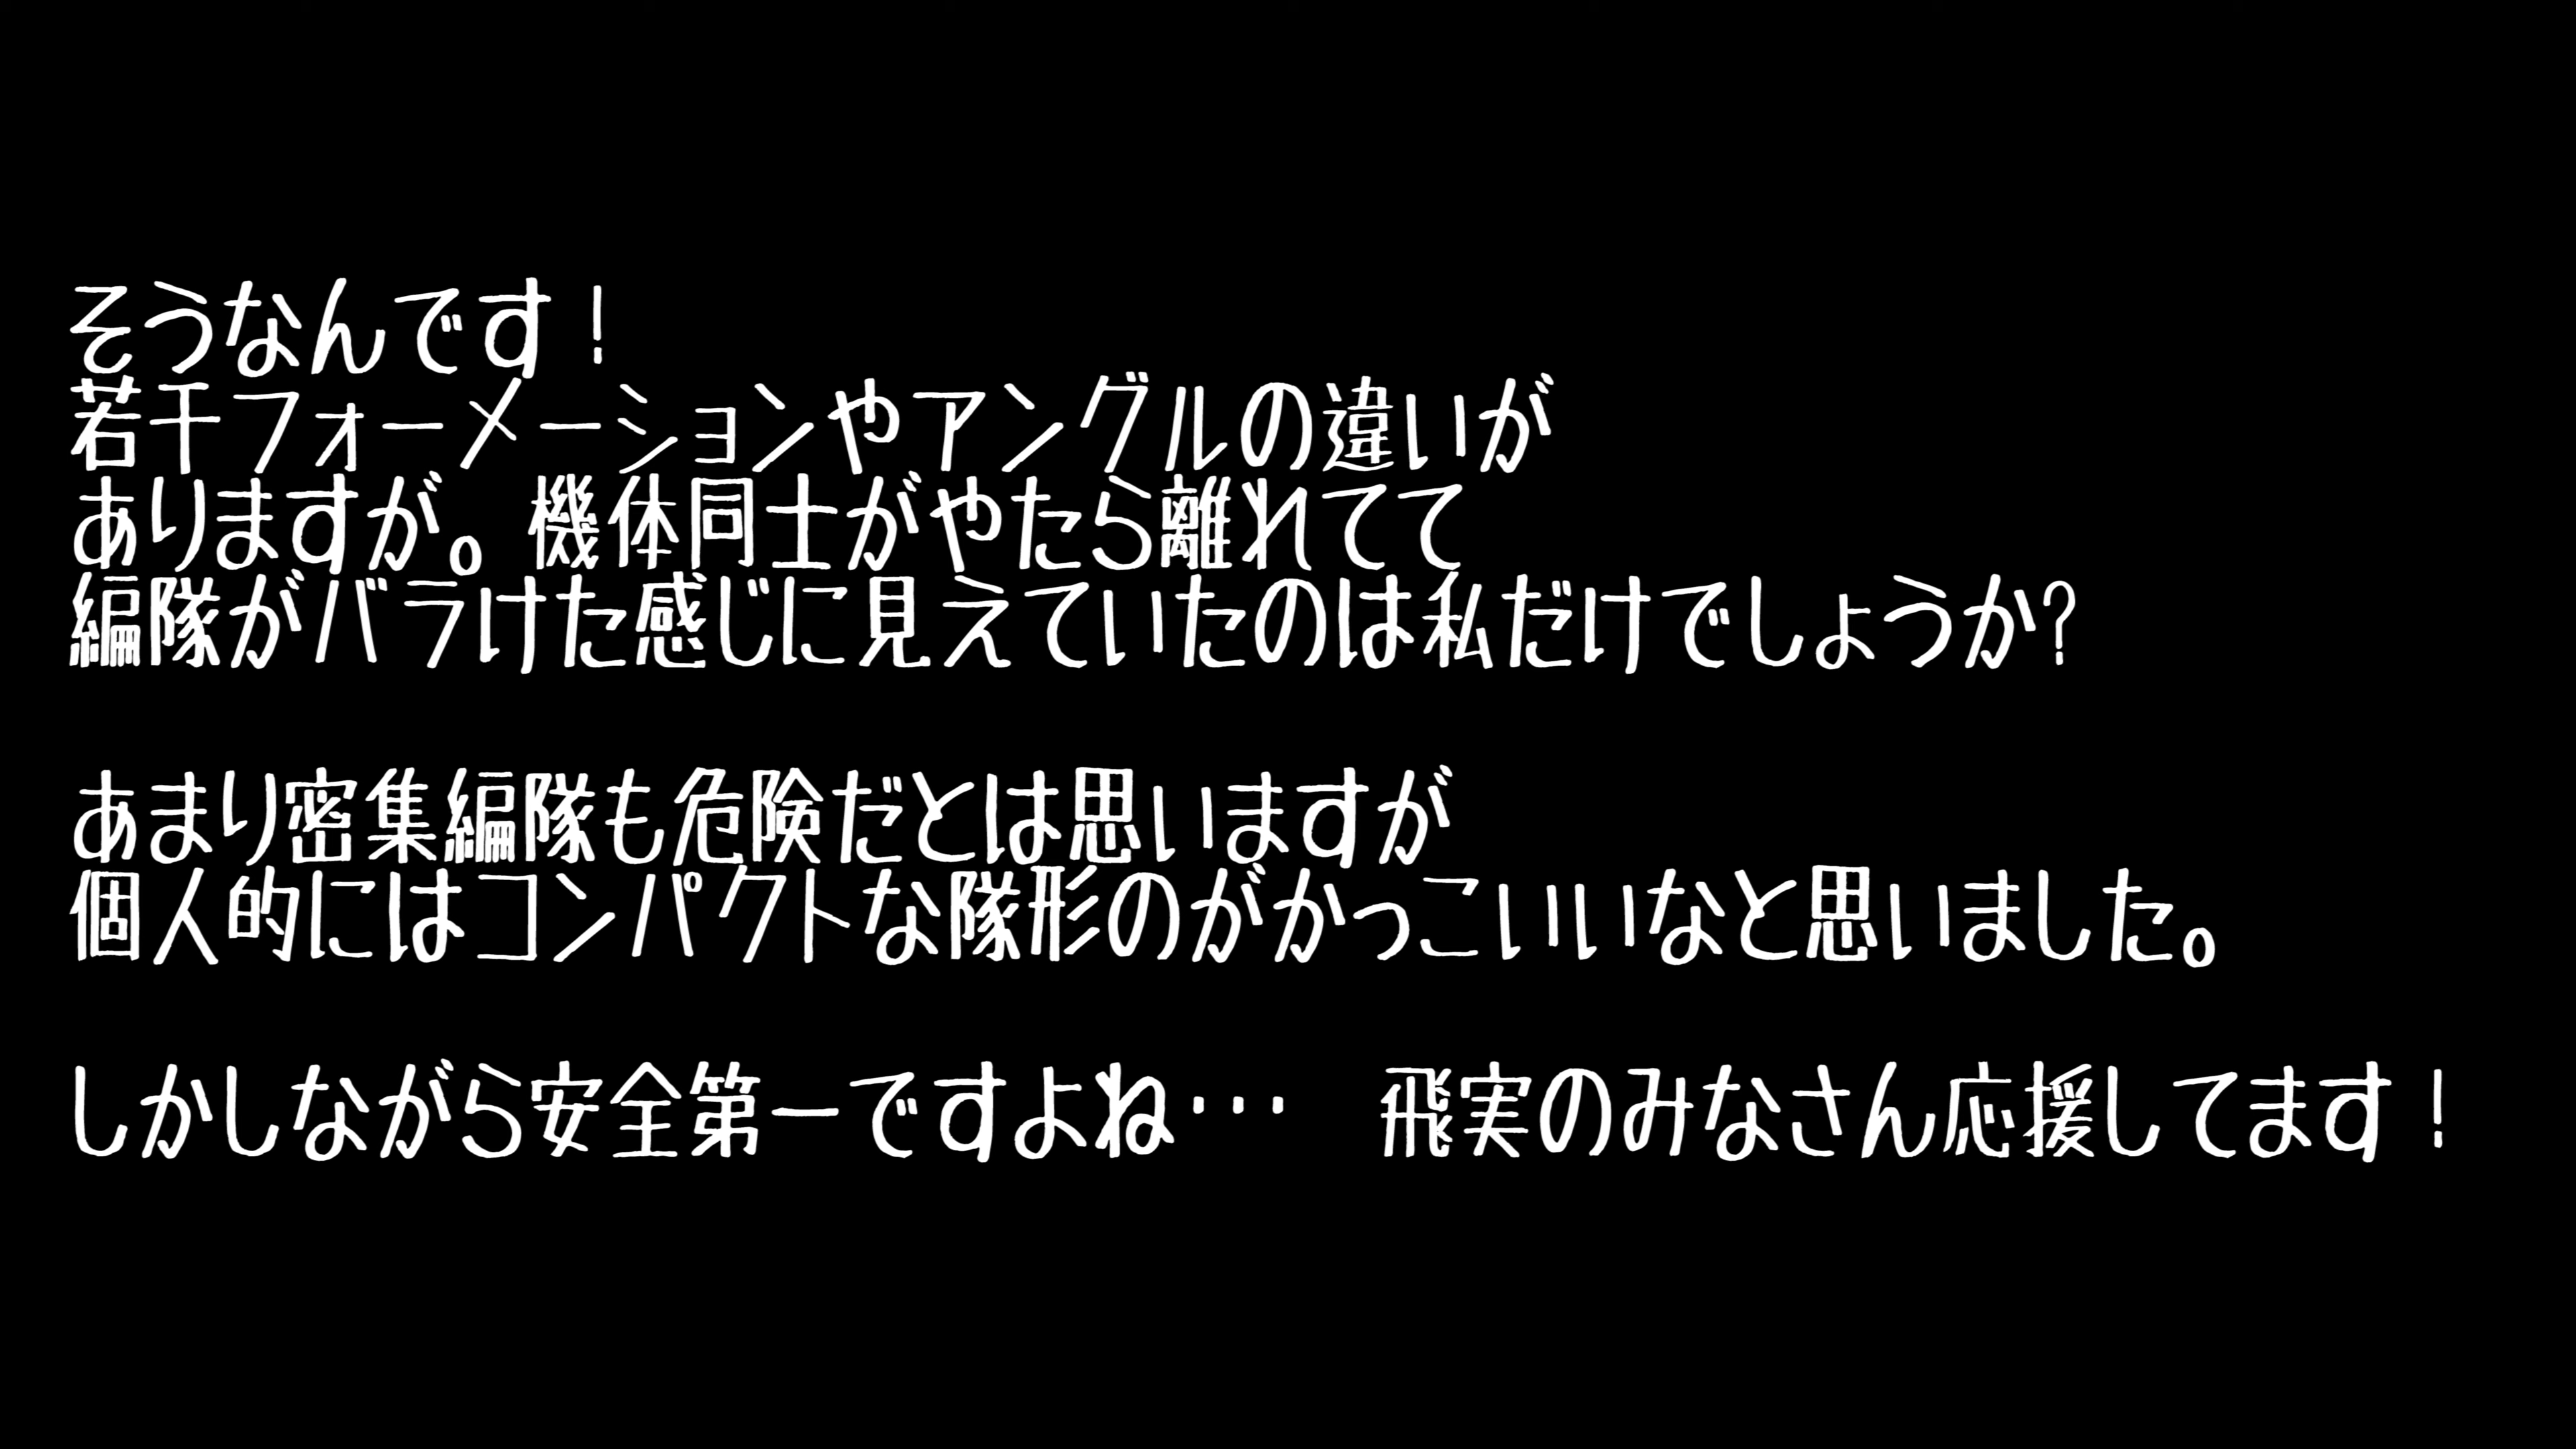 そうなんです！
若干フォーメーションやアングルの違いが
ありますが。機体同士がやたら離れてて
編隊がバラけた感じに見えていたのは私だけでしょうか?
あまり密集編隊も危険だとは思いますが
個人的にはコンパクトな隊形のがかっこいいなと思いました。
しかしながら安全第一ですよね…　飛実のみなさん応援してます！